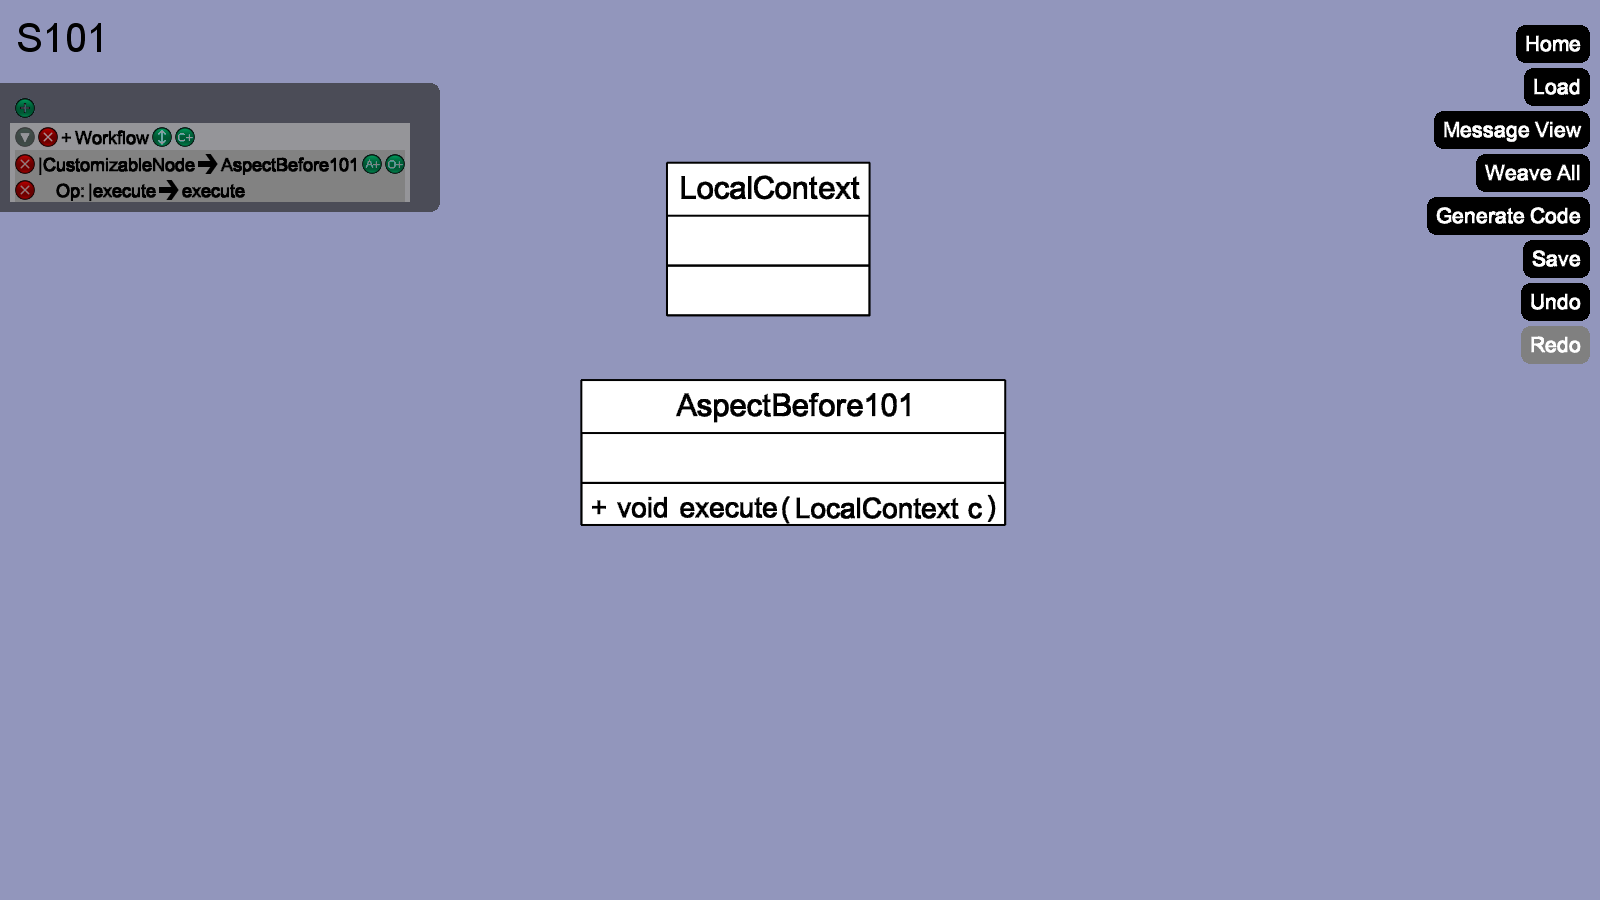 S101
+ Workflow C+
|CustomizableNode AspectBefore101 A+ O+
Op: |execute execute
LocalContext
AspectBefore101
+ void execute(LocalContext c)
Home
Load
Message View
Weave All
Generate Code
Save
Undo
Redo